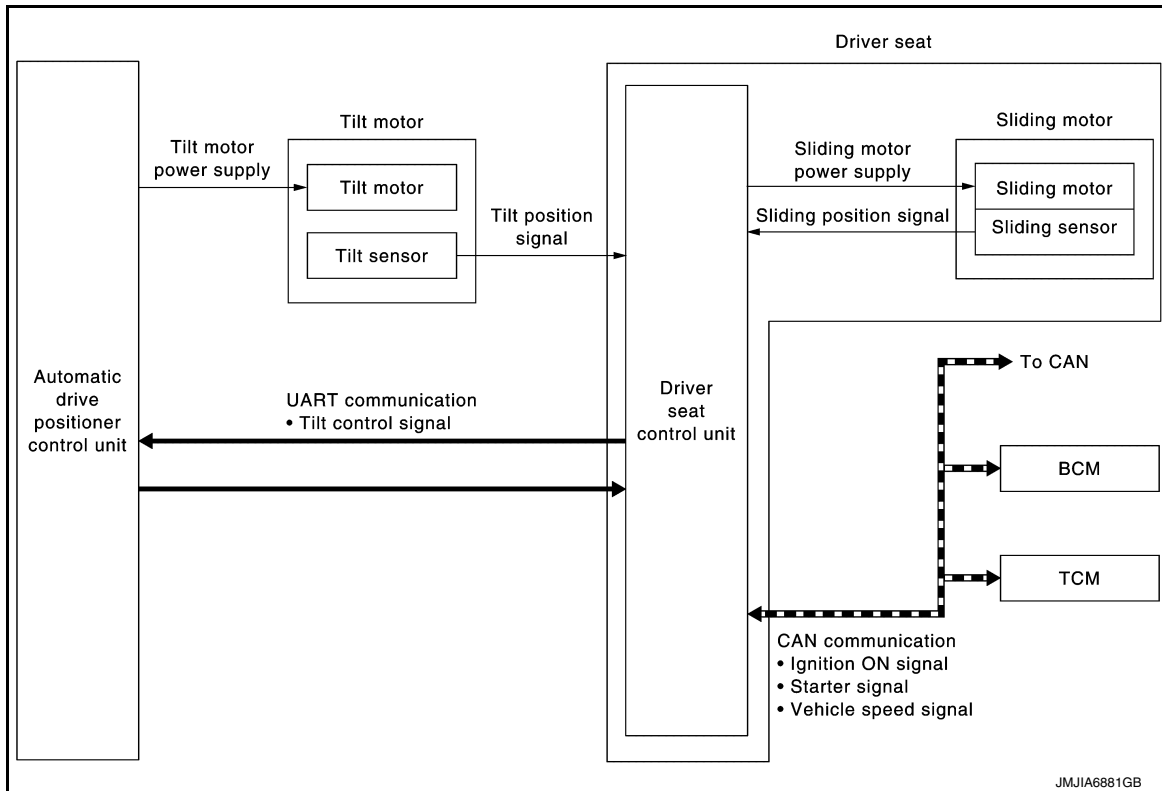 Driver seat
Tilt motor
Sliding motor
Tilt motor
power supply
Sliding motor
power supply
Tilt motor
Sliding motor
Tilt position
signal
Sliding position signal
Sliding sensor
Tilt sensor
To CAN
Automatic
drive
positioner
control unit
UART communication
• Tilt control signal
Driver
seat
control unit
BCM
TCM
CAN communication
• Ignition ON signal
• Starter signal
• Vehicle speed signal
JMJIA6881GB